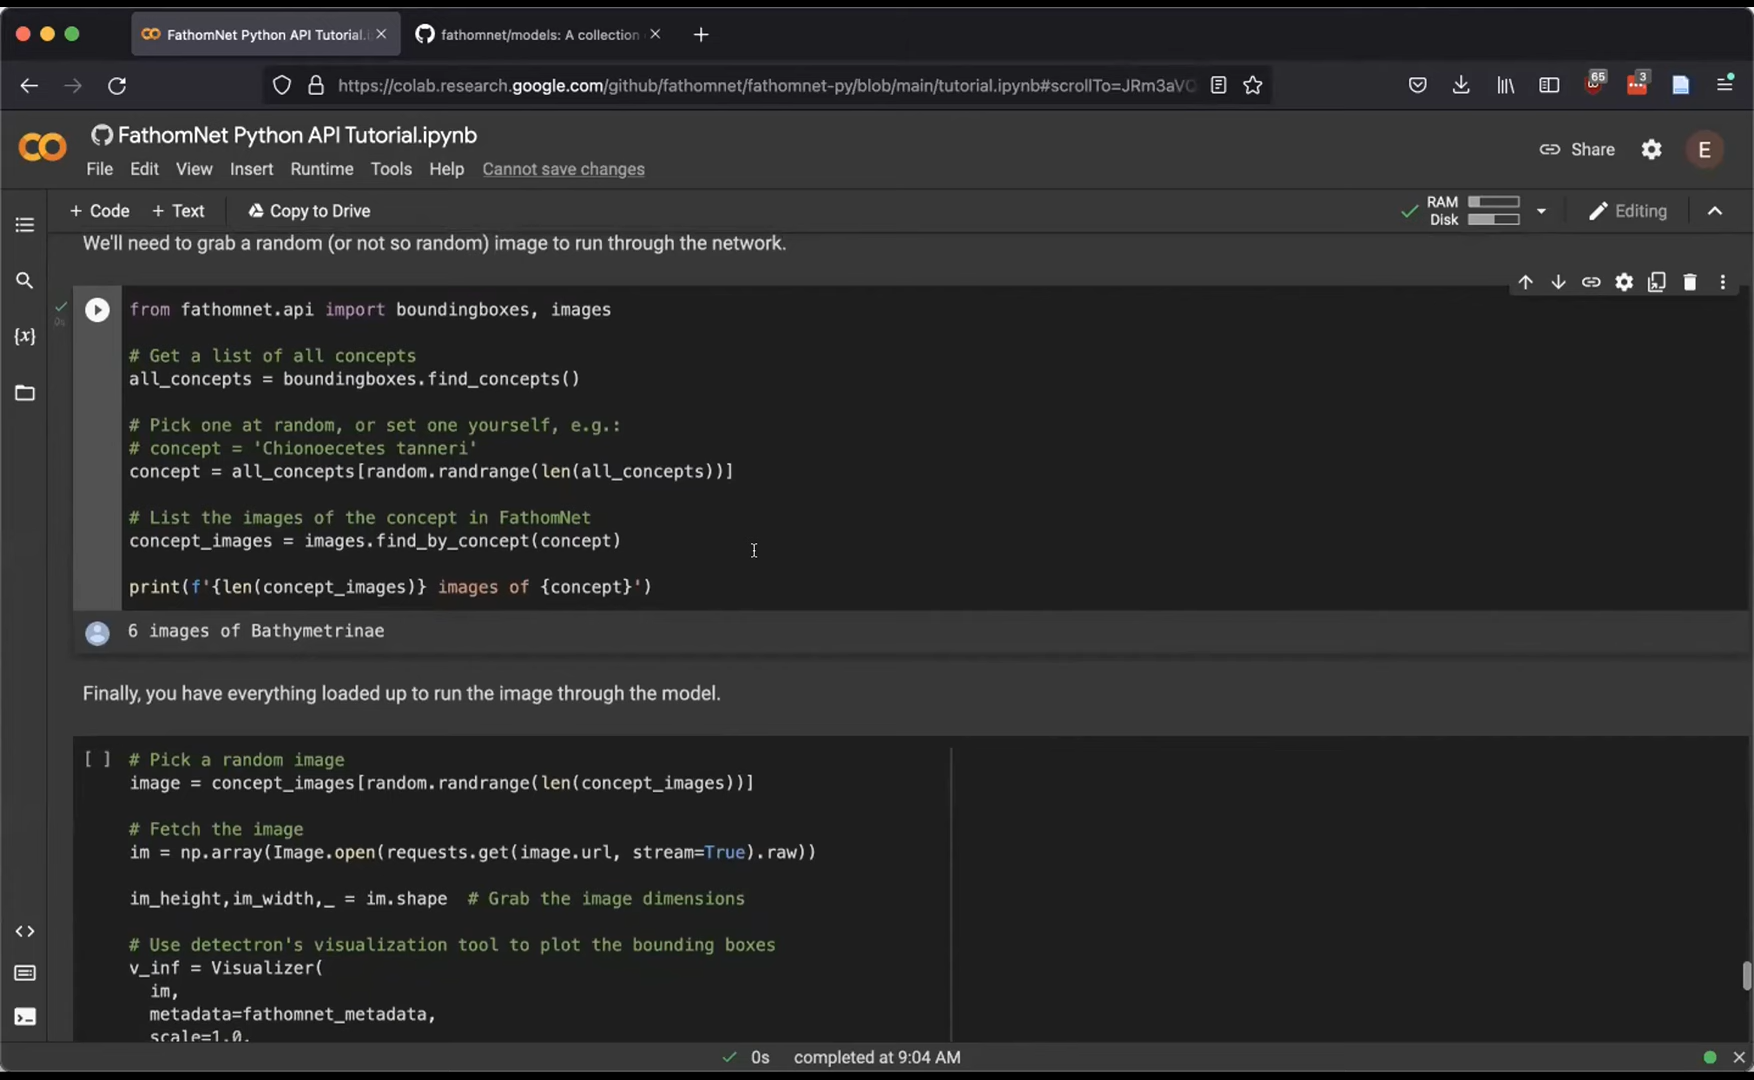 FathomNet Python API Tutorial.i
fathomnet/models: A collection
https://colab.research.google.com/github/fathomnet/fathomnet-py/blob/main/tutorial.ipynb#scrollTo=JRm3aVC
65
3
FathomNet Python API Tutorial.ipynb
Share
E
File Edit View Insert Runtime Tools Help Cannot save changes
+ Code + Text Copy to Drive
RAM
Disk
Editing
We'll need to grab a random (or not so random) image to run through the network.
from fathomnet.api import boundingboxes, images
0s
{x}
# Get a list of all concepts
all_concepts = boundingboxes.find_concepts()
# Pick one at random, or set one yourself, e.g.:
# concept = 'Chionoecetes tanneri'
concept = all_concepts[random.randrange(len(all_concepts))]
# List the images of the concept in FathomNet
concept_images = images.find_by_concept(concept)
print(f'{len(concept_images)} images of {concept}')
6 images of Bathymetrinae
Finally, you have everything loaded up to run the image through the model.
[ ] # Pick a random image
image = concept_images[random.randrange(len(concept_images))]
# Fetch the image
im = np.array(Image.open(requests.get(image.url, stream=True).raw))
im_height,im_width,_ = im.shape # Grab the image dimensions
# Use detectron's visualization tool to plot the bounding boxes
v_inf = Visualizer(
im,
metadata=fathomnet_metadata,
scale=1.0,
0s completed at 9:04 AM